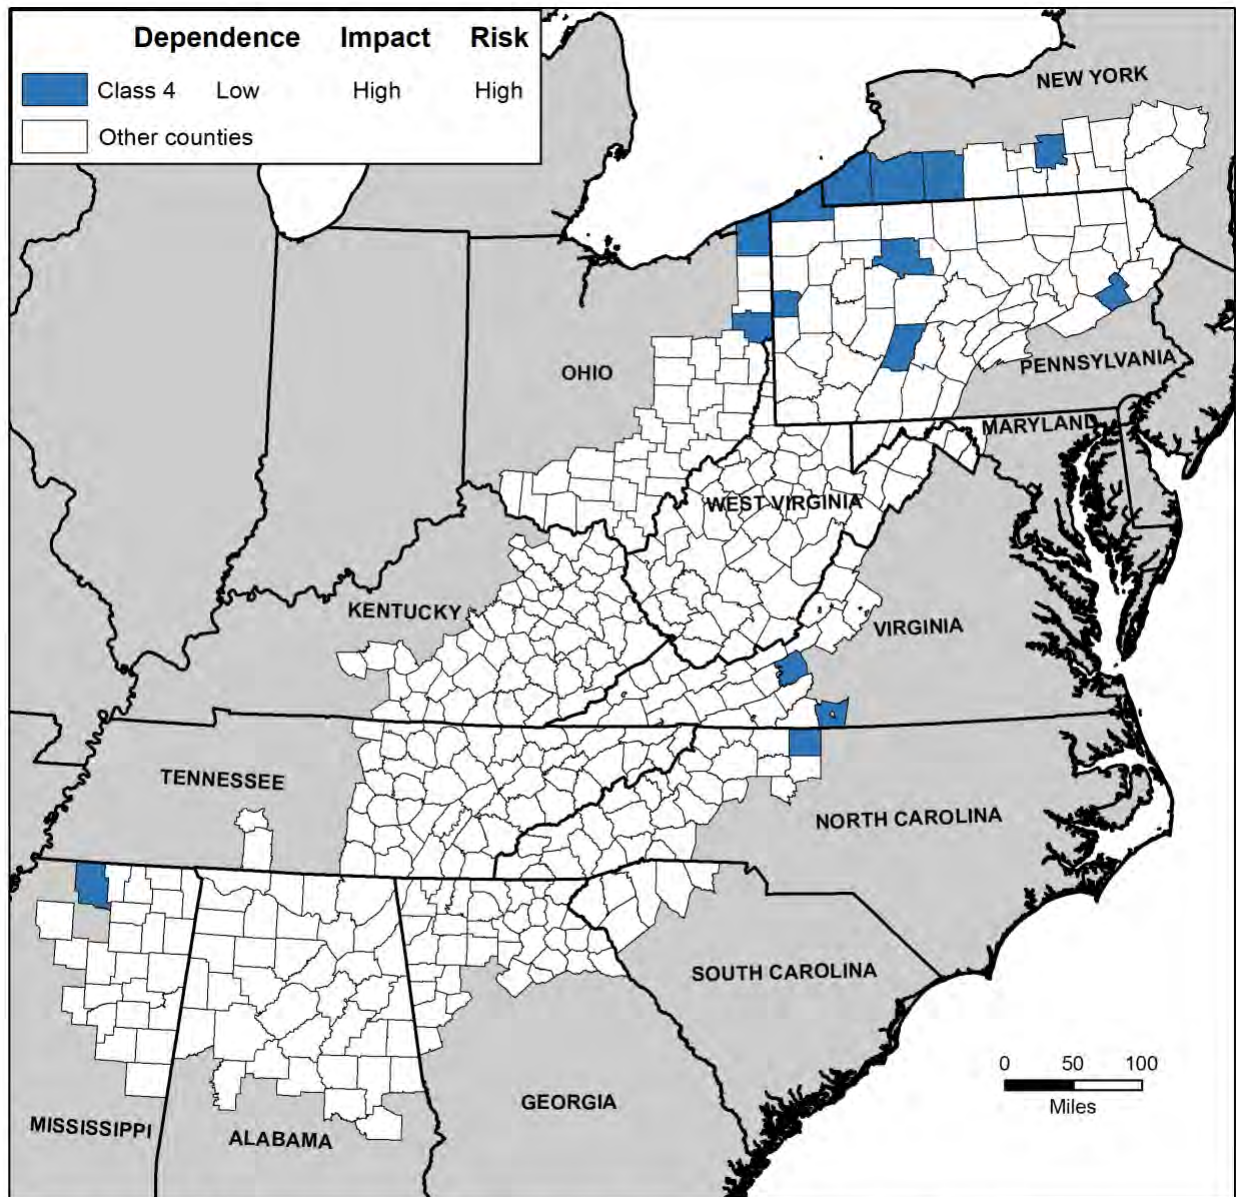 Dependence Impact Risk
Class 4 Low High High
Other counties
NEW YORK
PENNSYLVANIA
OHIO
MARYLAND
WEST VIRGINIA
KENTUCKY
VIRGINIA
TENNESSEE
NORTH CAROLINA
SOUTH CAROLINA
0 50 100
Miles
GEORGIA
MISSISSIPPI
ALABAMA